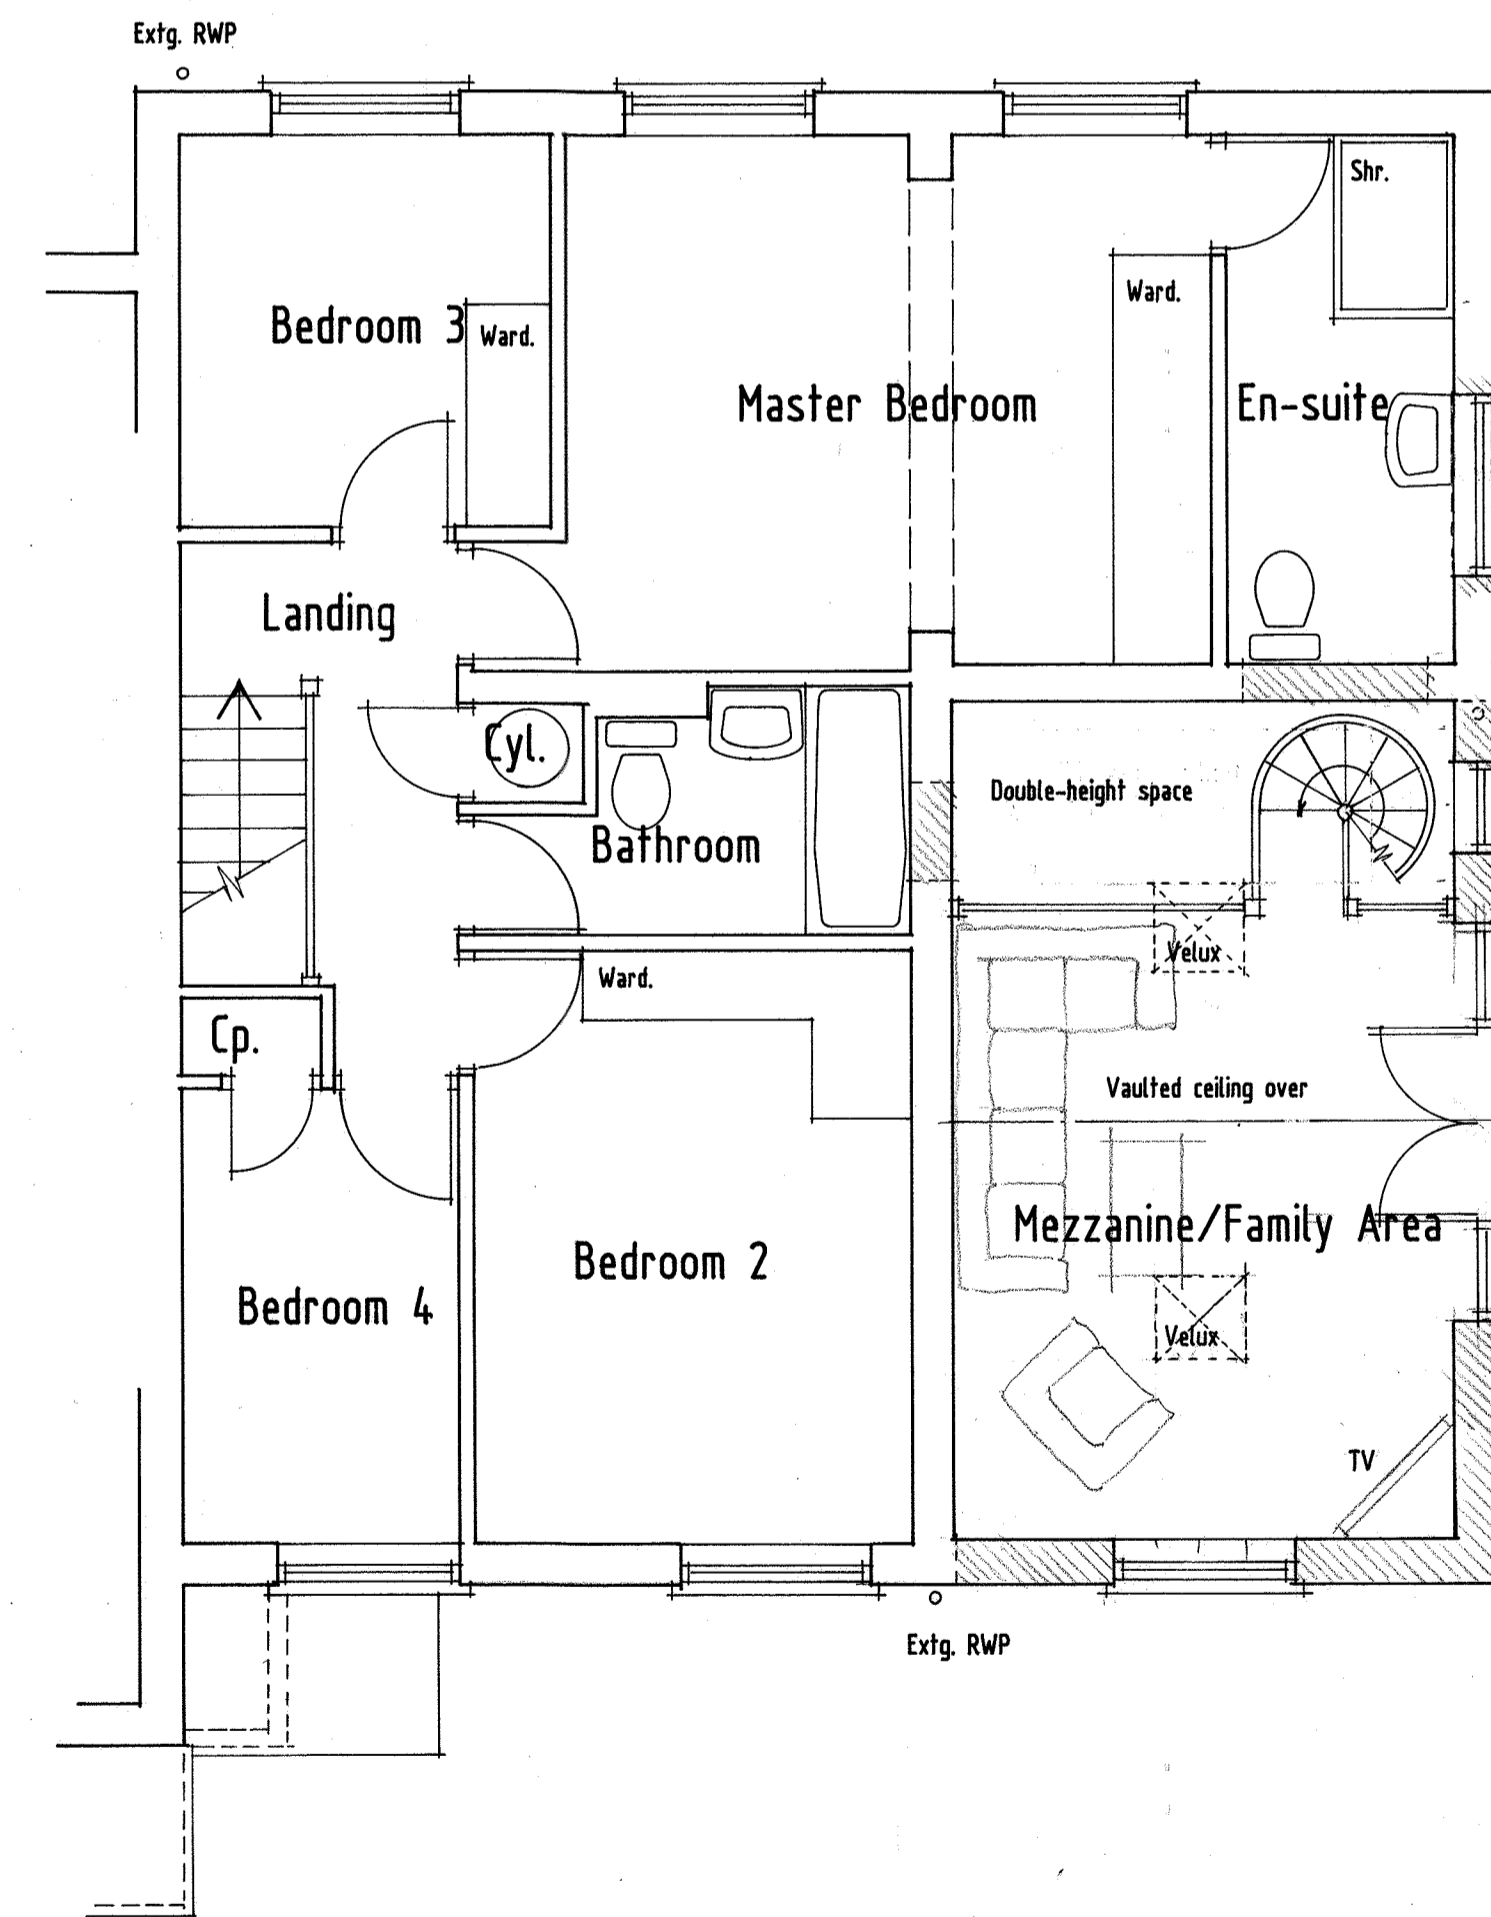 Extg. RWP
Shr.
Ward.
Bedroom 3
Ward.
Master Bedroom
En-suite
Landing
Cyl.
Double-height space
Bathroom
Velux
Ward.
Cp.
Vaulted ceiling over
Mezzanine/Family Area
Bedroom 2
Bedroom 4
Velux
TV
Extg. RWP